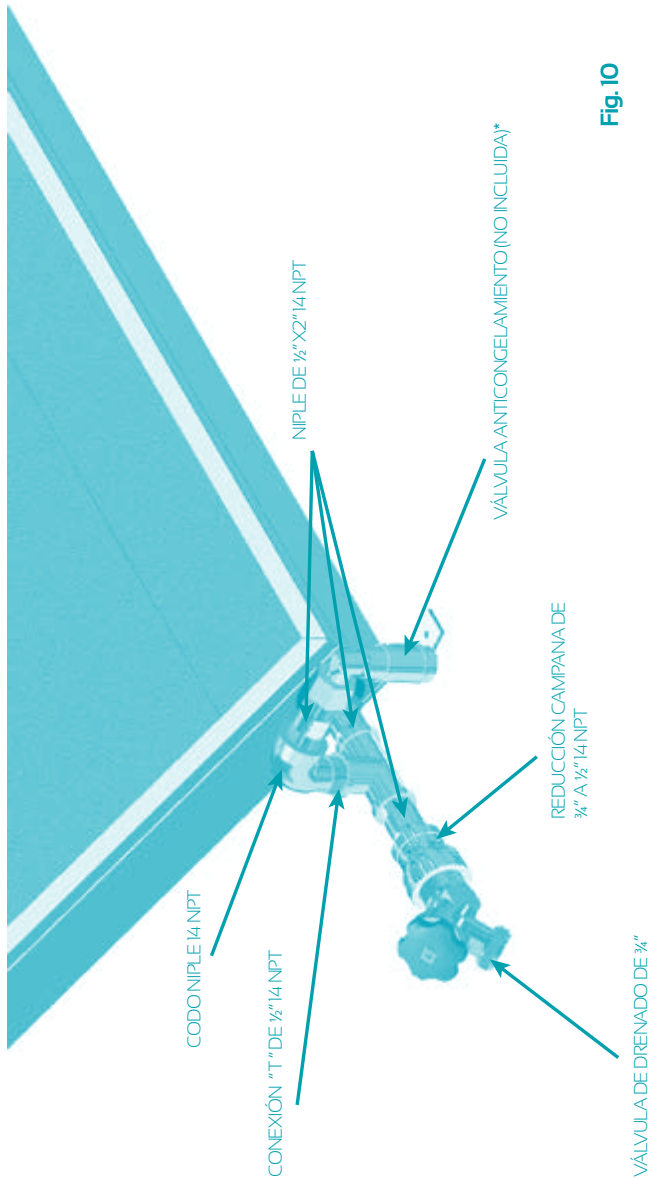 NIPLE DE ½" X2" 14 NPT
VÁLVULA ANTICONGELAMIENTO (NO INCLUIDA)*
CODO NIPLE 14 NPT
CONEXIÓN "T" DE ½" 14 NPT
REDUCCIÓN CAMPANA DE
¾" A ½" 14 NPT
VÁLVULA DE DRENADO DE ¾"
Fig. 10